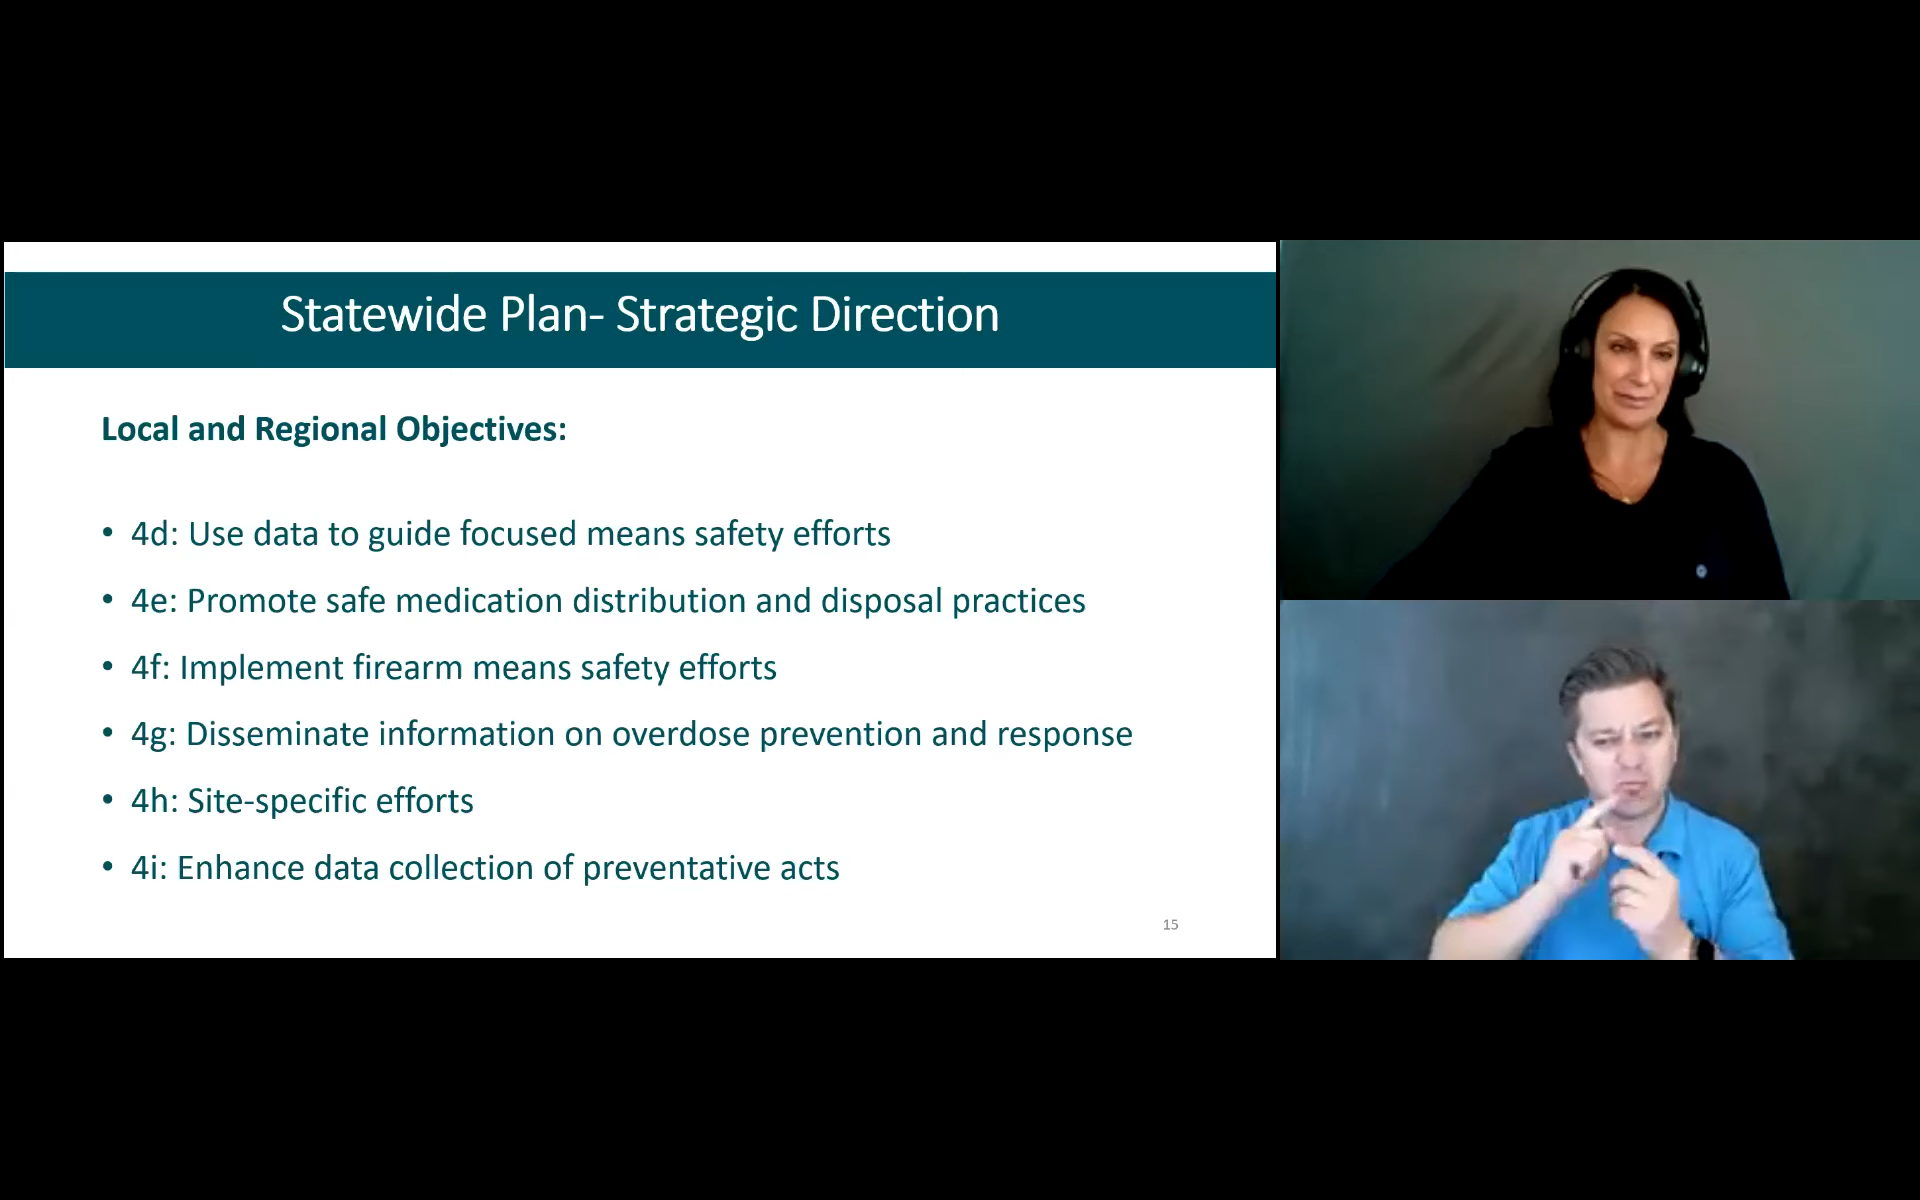 Statewide Plan- Strategic Direction
Local and Regional Objectives:
• 4d: Use data to guide focused means safety efforts
• 4e: Promote safe medication distribution and disposal practices
• 4f: Implement firearm means safety efforts
• 4g: Disseminate information on overdose prevention and response
• 4h: Site-specific efforts
• 4i: Enhance data collection of preventative acts
15